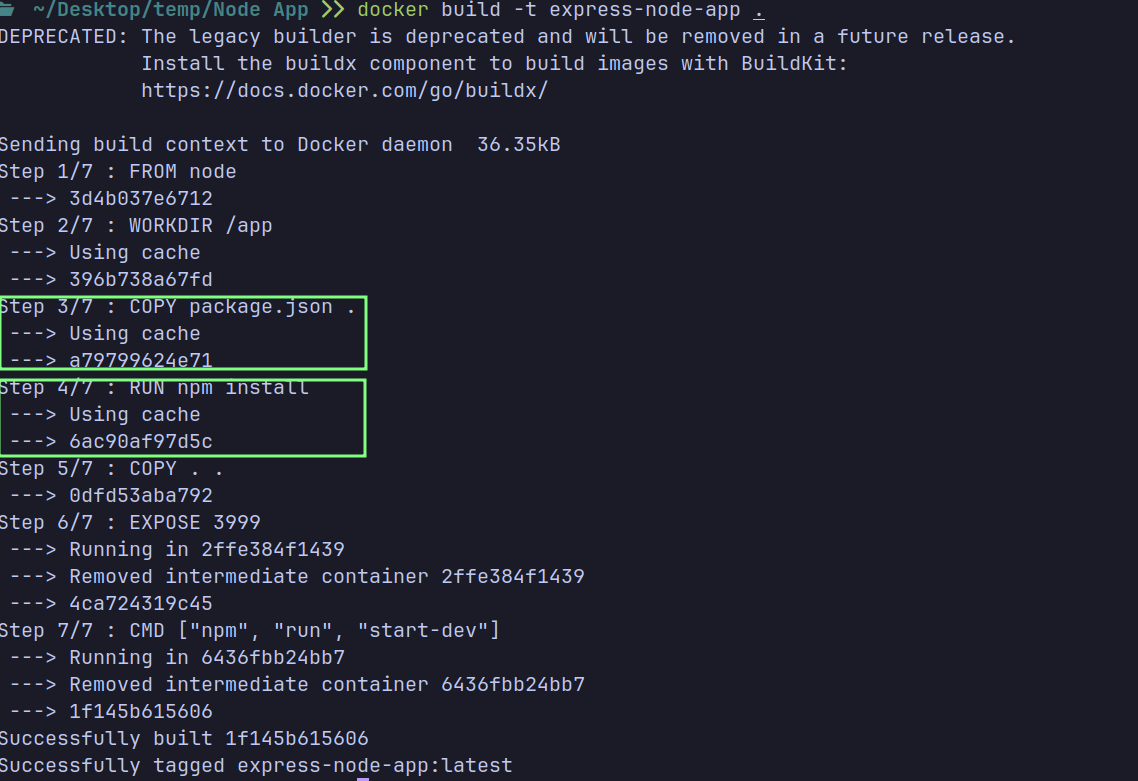 ~/Desktop/temp/Node App >> docker build -t express-node-app .
DEPRECATED: The legacy builder is deprecated and will be removed in a future release.
Install the buildx component to build images with BuildKit:
https://docs.docker.com/go/buildx/
Sending build context to Docker daemon 36.35kB
Step 1/7 : FROM node
---> 3d4b037e6712
Step 2/7 : WORKDIR /app
---> Using cache
---> 396b738a67fd
Step 3/7 : COPY package.json .
---> Using cache
---> a79799624e71
Step 4/7 : RUN npm install
---> Using cache
---> 6ac90af97d5c
Step 5/7 : COPY . .
---> 0dfd53aba792
Step 6/7 : EXPOSE 3999
---> Running in 2ffe384f1439
---> Removed intermediate container 2ffe384f1439
---> 4ca724319c45
Step 7/7 : CMD ["npm", "run", "start-dev"]
---> Running in 6436fbb24bb7
---> Removed intermediate container 6436fbb24bb7
---> 1f145b615606
Successfully built 1f145b615606
Successfully tagged express-node-app:latest